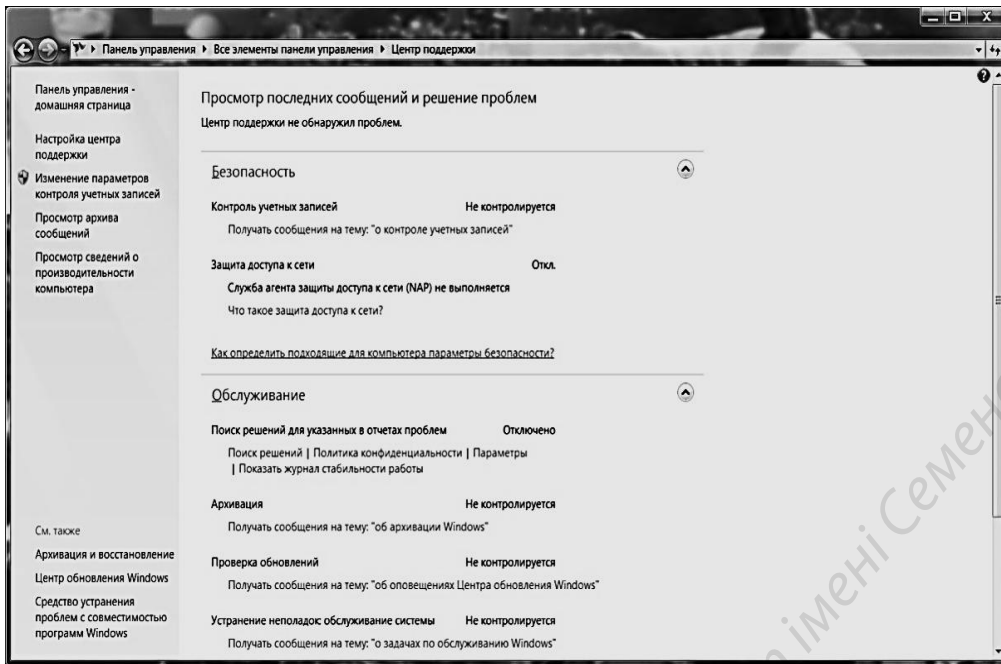 Панель управления ▸ Все элементы панели управления ▸ Центр поддержки
Панель управления -
домашняя страница
Настройка центра
поддержки
Изменение параметров
контроля учетных записей
Просмотр архива
сообщений
Просмотр сведений о
производительности
компьютера
См. также
Архивация и восстановление
Центр обновления Windows
Средство устранения
проблем с совместимостью
программ Windows
Просмотр последних сообщений и решение проблем
Центр поддержки не обнаружил проблем.
Безопасность
Контроль учетных записей Не контролируется
Получать сообщения на тему: "о контроле учетных записей"
Защита доступа к сети Откл.
Служба агента защиты доступа к сети (NAP) не выполняется
Что такое защита доступа к сети?
Как определить подходящие для компьютера параметры безопасности?
Обслуживание
Поиск решений для указанных в отчетах проблем Отключено
Поиск решений | Политика конфиденциальности | Параметры
| Показать журнал стабильности работы
Архивация Не контролируется
Получать сообщения на тему: "об архивации Windows"
Проверка обновлений Не контролируется
Получать сообщения на тему: "об оповещениях Центра обновления Windows"
Устранение неполадок: обслуживание системы Не контролируется
Получать сообщения на тему: "о задачах по обслуживанию Windows"
імені